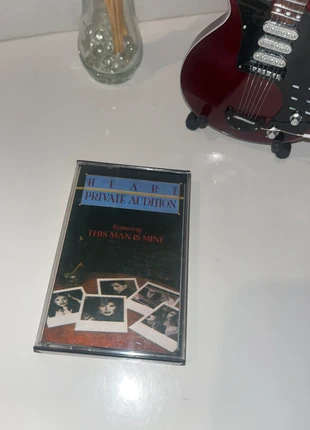 HEART
PRIVATE AUDITION
featuring
THIS MAN IS MINE